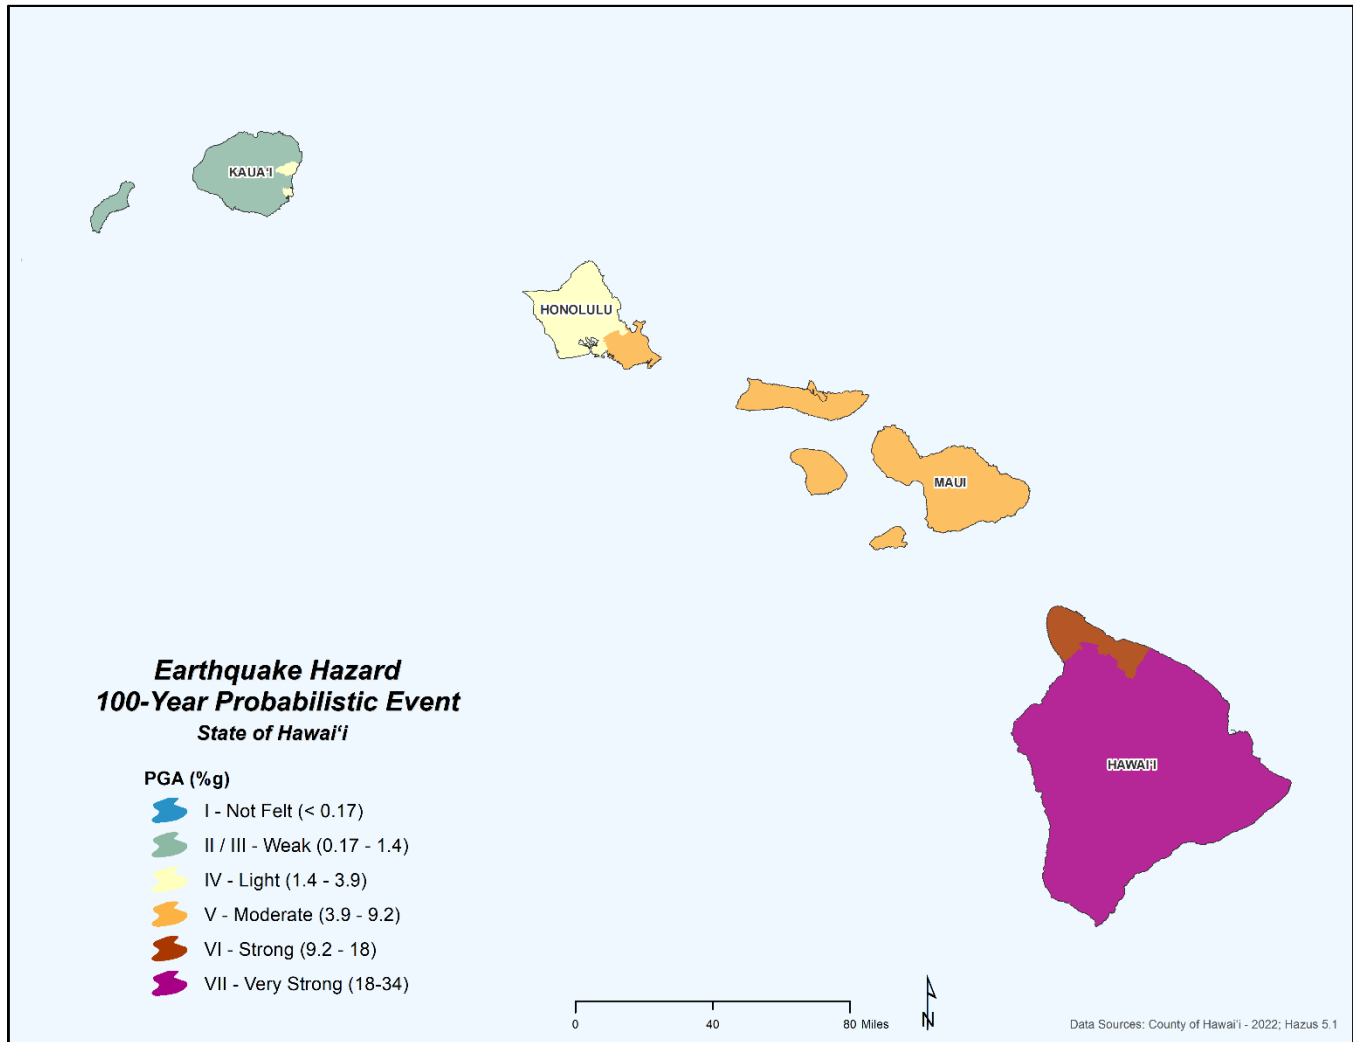 KAUA'I
HONOLULU
MAUI
HAWAI'I
Earthquake Hazard
100-Year Probabilistic Event
State of Hawai‘i
PGA (%g)
I - Not Felt (< 0.17)
II / III - Weak (0.17 - 1.4)
IV - Light (1.4 - 3.9)
V - Moderate (3.9 - 9.2)
VI - Strong (9.2 - 18)
VII - Very Strong (18-34)
0 40 80 Miles
N
Data Sources: County of Hawai'i - 2022; Hazus 5.1